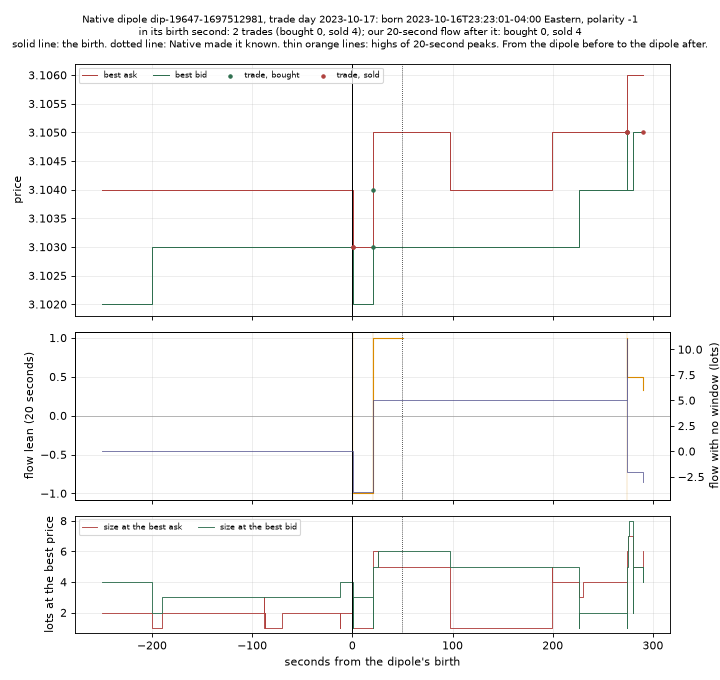 Native dipole dip-19647-1697512981, trade day 2023-10-17: born 2023-10-16T23:23:01-04:00 Eastern, polarity -1
in its birth second: 2 trades (bought 0, sold 4); our 20-second flow after it: bought 0, sold 4
solid line: the birth. dotted line: Native made it known. thin orange lines: highs of 20-second peaks. From the dipole before to the dipole after.
best ask best bid trade, bought trade, sold
3.1060
3.1055
3.1050
3.1045
3.1040
3.1035
3.1030
3.1025
3.1020
price
1.0
0.5
0.0
−0.5
−1.0
flow lean (20 seconds)
10.0
7.5
5.0
2.5
0.0
−2.5
flow with no window (lots)
size at the best ask size at the best bid
8
6
4
2
lots at the best price
−200 −100 0 100 200 300
seconds from the dipole's birth